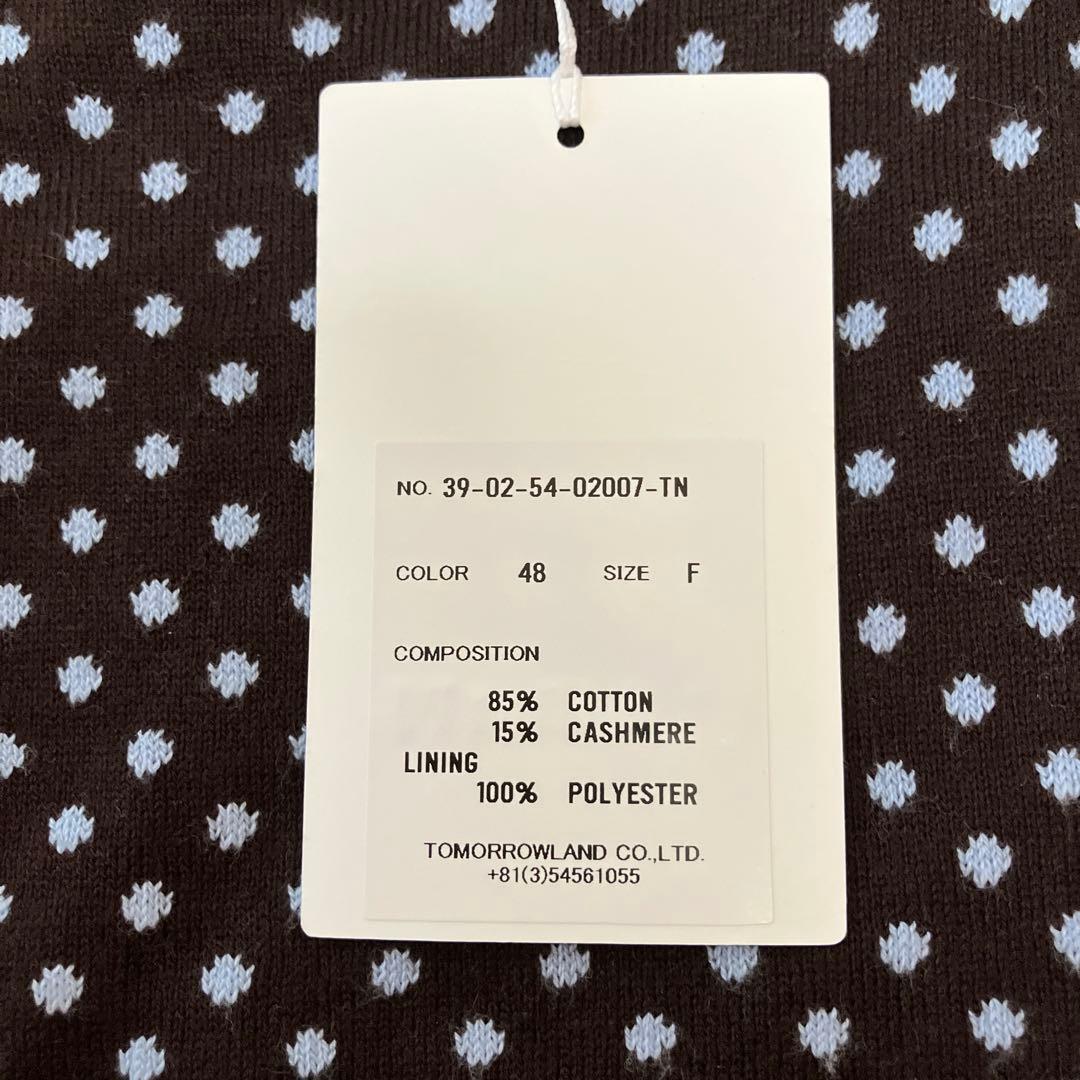 NO. 39-02-54-02007-TN
COLOR 48 SIZE F
COMPOSITION
85% COTTON
15% CASHMERE
LINING
100% POLYESTER
TOMORROWLAND CO.,LTD.
+81(3)54561055